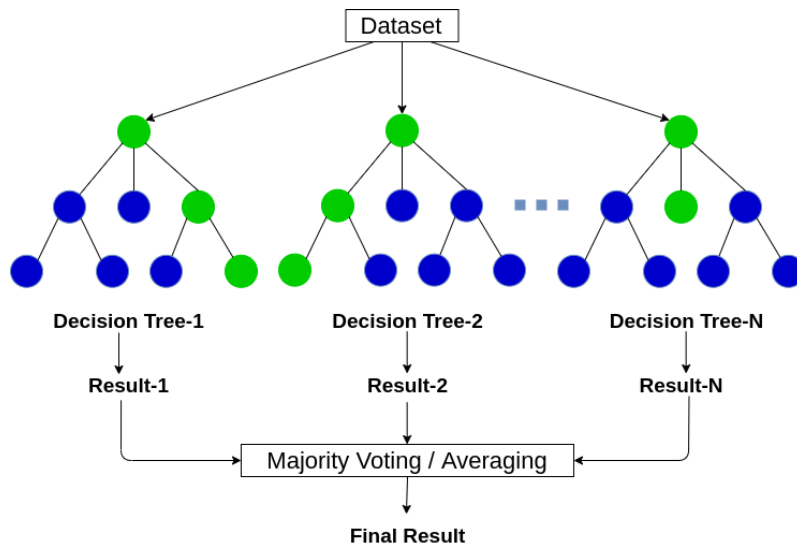 Dataset
Decision Tree-1
Decision Tree-2
Decision Tree-N
Result-1
Result-2
Result-N
Majority Voting / Averaging
Final Result